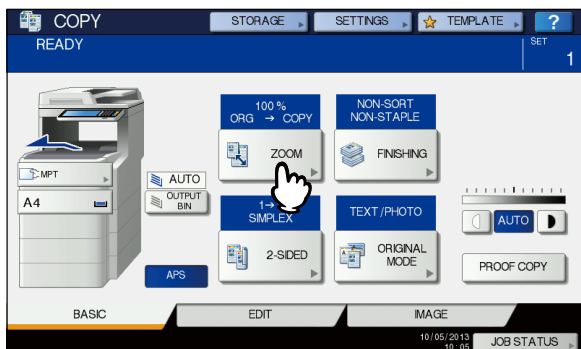 COPY
STORAGE
SETTINGS
TEMPLATE
?
READY
SET
1
100 %
ORG → COPY
NON-SORT
NON-STAPLE
ZOOM
FINISHING
MPT
A4
AUTO
OUTPUT
BIN
1→
SIMPLEX
TEXT/PHOTO
2-SIDED
ORIGINAL
MODE
AUTO
APS
PROOF COPY
BASIC
EDIT
IMAGE
10/05/2013
10:05
JOB STATUS